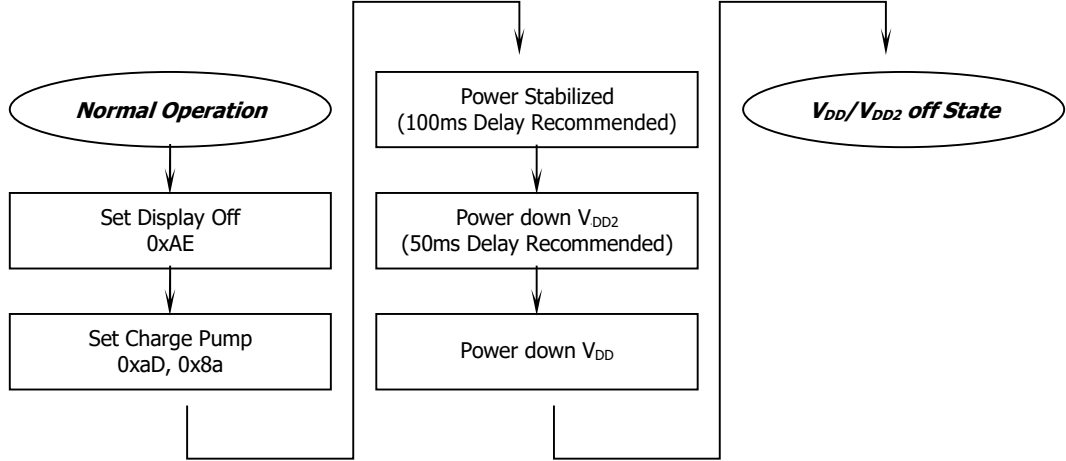 Normal Operation
Set Display Off
0xAE
Set Charge Pump
0xaD, 0x8a
Power Stabilized
(100ms Delay Recommended)
Power down VDD2
(50ms Delay Recommended)
Power down VDD
VDD/VDD2 off State